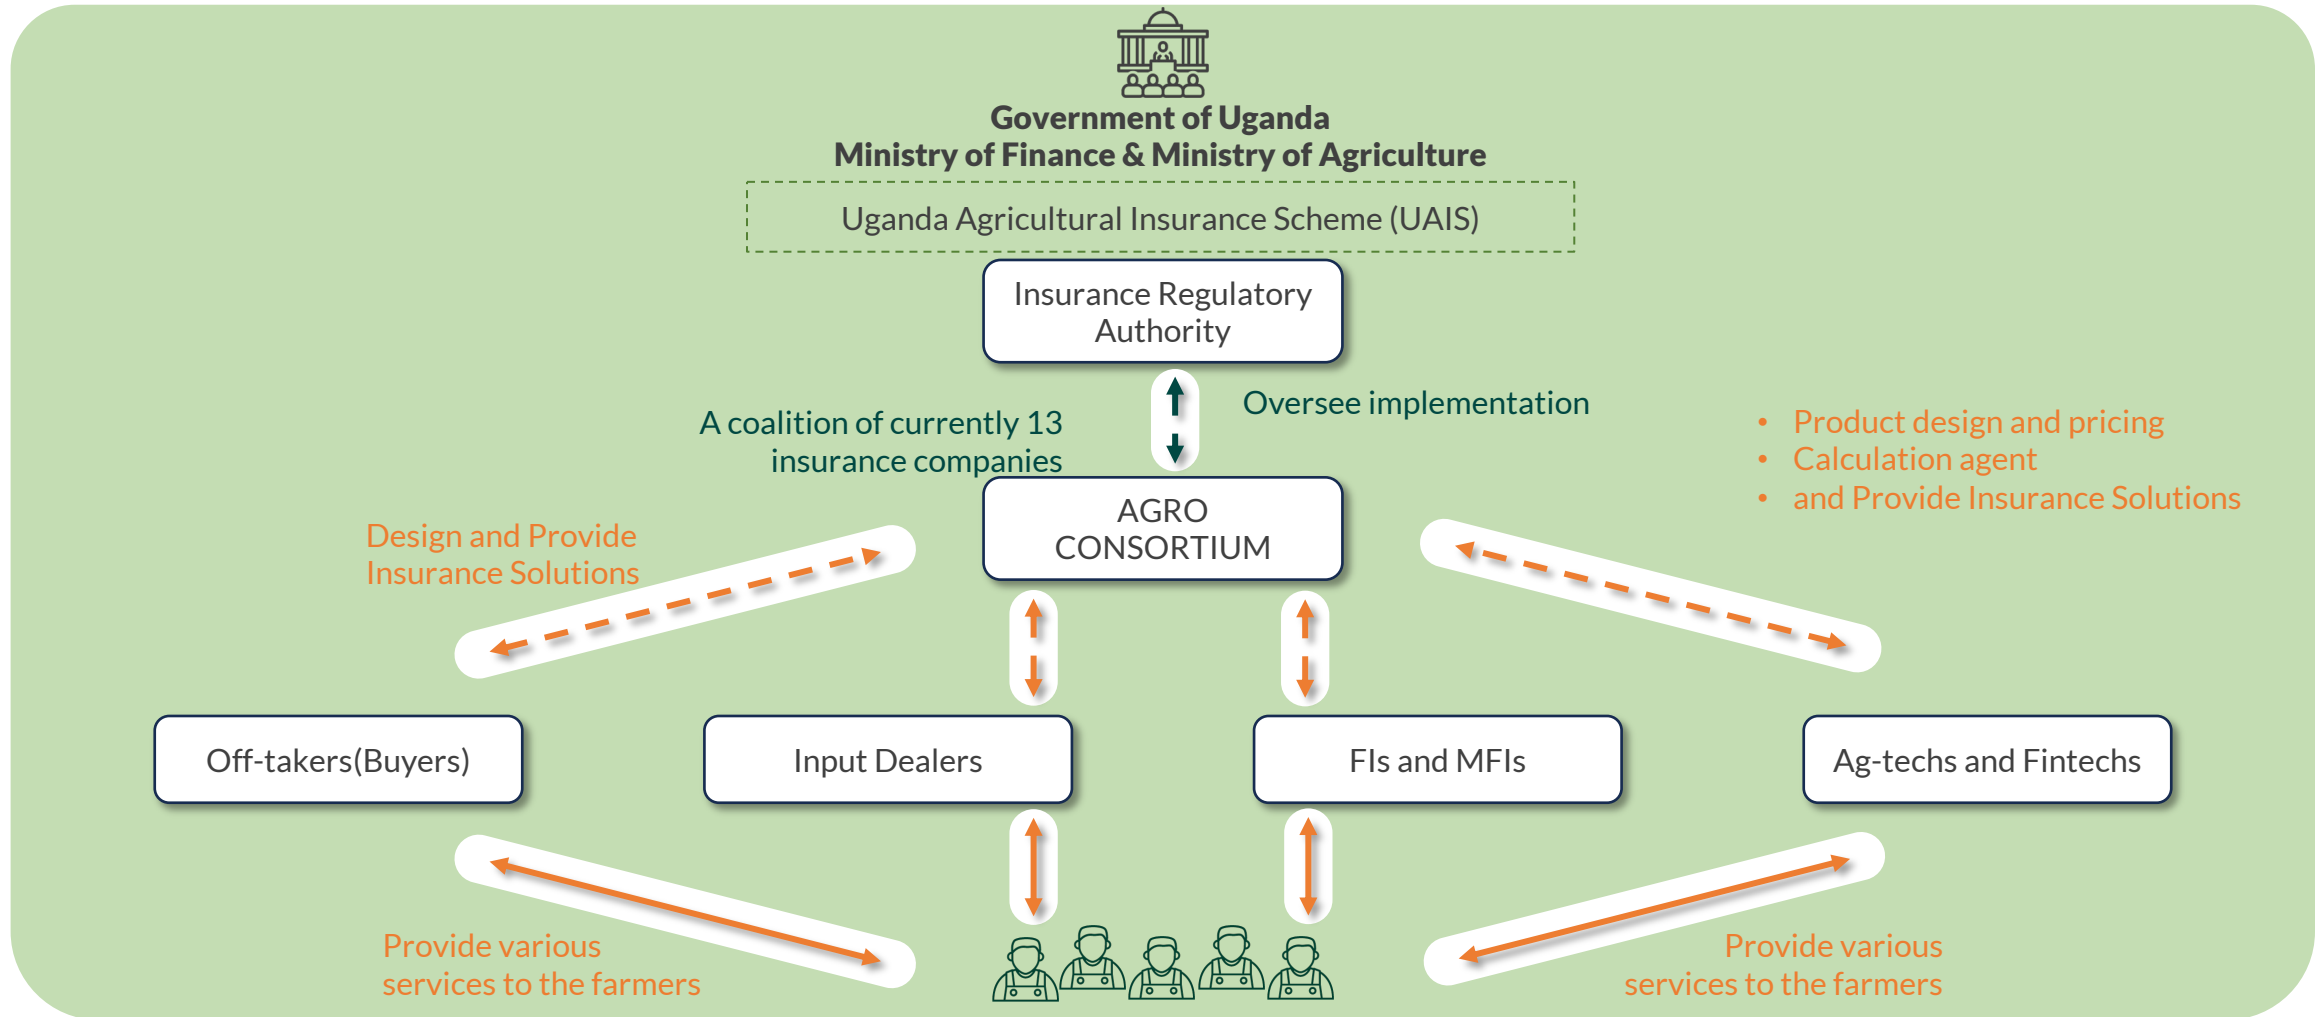 Government of Uganda
Ministry of Finance & Ministry of Agriculture
Uganda Agricultural Insurance Scheme (UAIS)
Insurance Regulatory
Authority
Oversee implementation
A coalition of currently 13
insurance companies
• Product design and pricing
• Calculation agent
• and Provide Insurance Solutions
AGRO
CONSORTIUM
Design and Provide
Insurance Solutions
Off-takers(Buyers)
Input Dealers
FIs and MFIs
Ag-techs and Fintechs
Provide various
services to the farmers
Provide various
services to the farmers